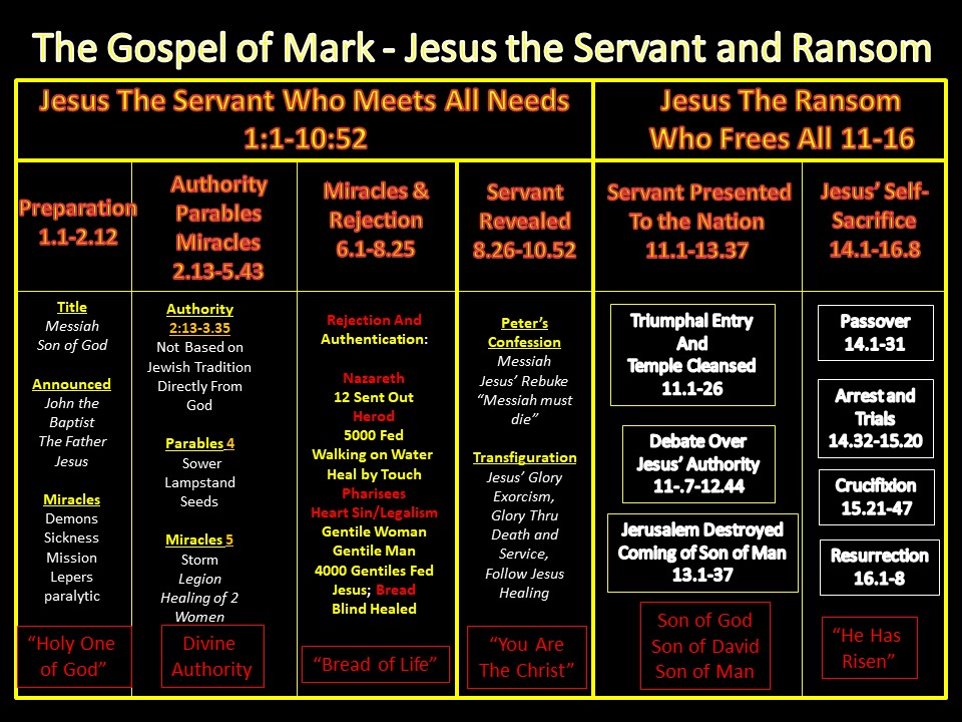 The Gospel of Mark - Jesus the Servant and Ransom
Jesus The Servant Who Meets All Needs
1:1-10:52
Jesus The Ransom
Who Frees All 11-16
Preparation
1.1-2.12
Authority
Parables
Miracles
2.13-5.43
Miracles &
Rejection
6.1-8.25
Servant
Revealed
8.26-10.52
Servant Presented
To the Nation
11.1-13.37
Jesus' Self-
Sacrifice
14.1-16.8
Title
Messiah
Son of God
Announced
John the
Baptist
The Father
Jesus
Miracles
Demons
Sickness
Mission
Lepers
paralytic
"Holy One
of God"
Authority
2:13-3.35
Not Based on
Jewish Tradition
Directly From
God
Parables 4
Sower
Lampstand
Seeds
Miracles 5
Storm
Legion
Healing of 2
Women
Divine
Authority
Rejection And
Authentication:
Nazareth
12 Sent Out
Herod
5000 Fed
Walking on Water
Heal by Touch
Pharisees
Heart Sin/Legalism
Gentile Woman
Gentile Man
4000 Gentiles Fed
Jesus; Bread
Blind Healed
"Bread of Life"
Peter's
Confession
Messiah
Jesus' Rebuke
"Messiah must
die"
Transfiguration
Jesus' Glory
Exorcism,
Glory Thru
Death and
Service,
Follow Jesus
Healing
"You Are
The Christ"
Triumphal Entry
And
Temple Cleansed
11.1-26
Debate Over
Jesus' Authority
11-.7-12.44
Jerusalem Destroyed
Coming of Son of Man
13.1-37
Son of God
Son of David
Son of Man
Passover
14.1-31
Arrest and
Trials
14.32-15.20
Crucifixion
15.21-47
Resurrection
16.1-8
"He Has
Risen"